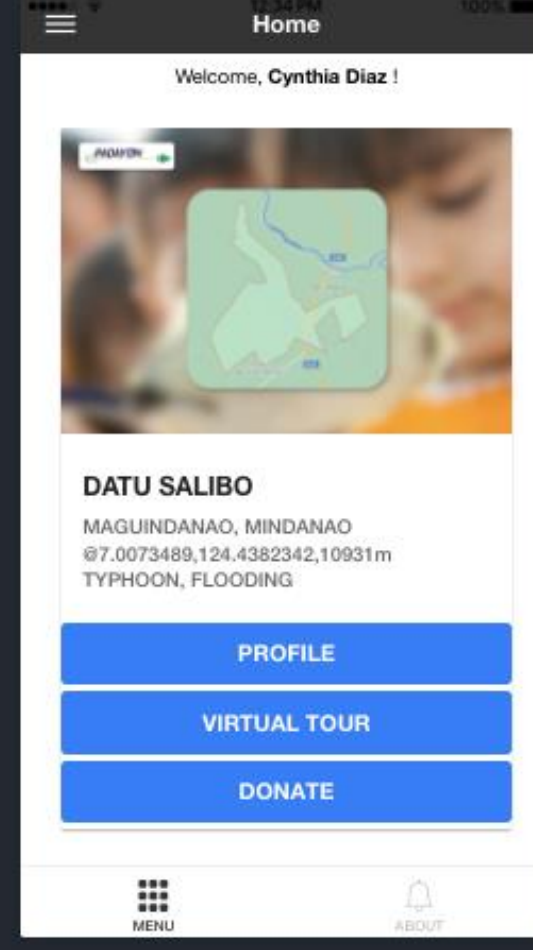 12:34 PM
100%
Home
Welcome, Cynthia Diaz !
PADAYON
DATU SALIBO
MAGUINDANAO, MINDANAO
@7.0073489,124.4382342,10931m
TYPHOON, FLOODING
PROFILE
VIRTUAL TOUR
DONATE
MENU
ABOUT